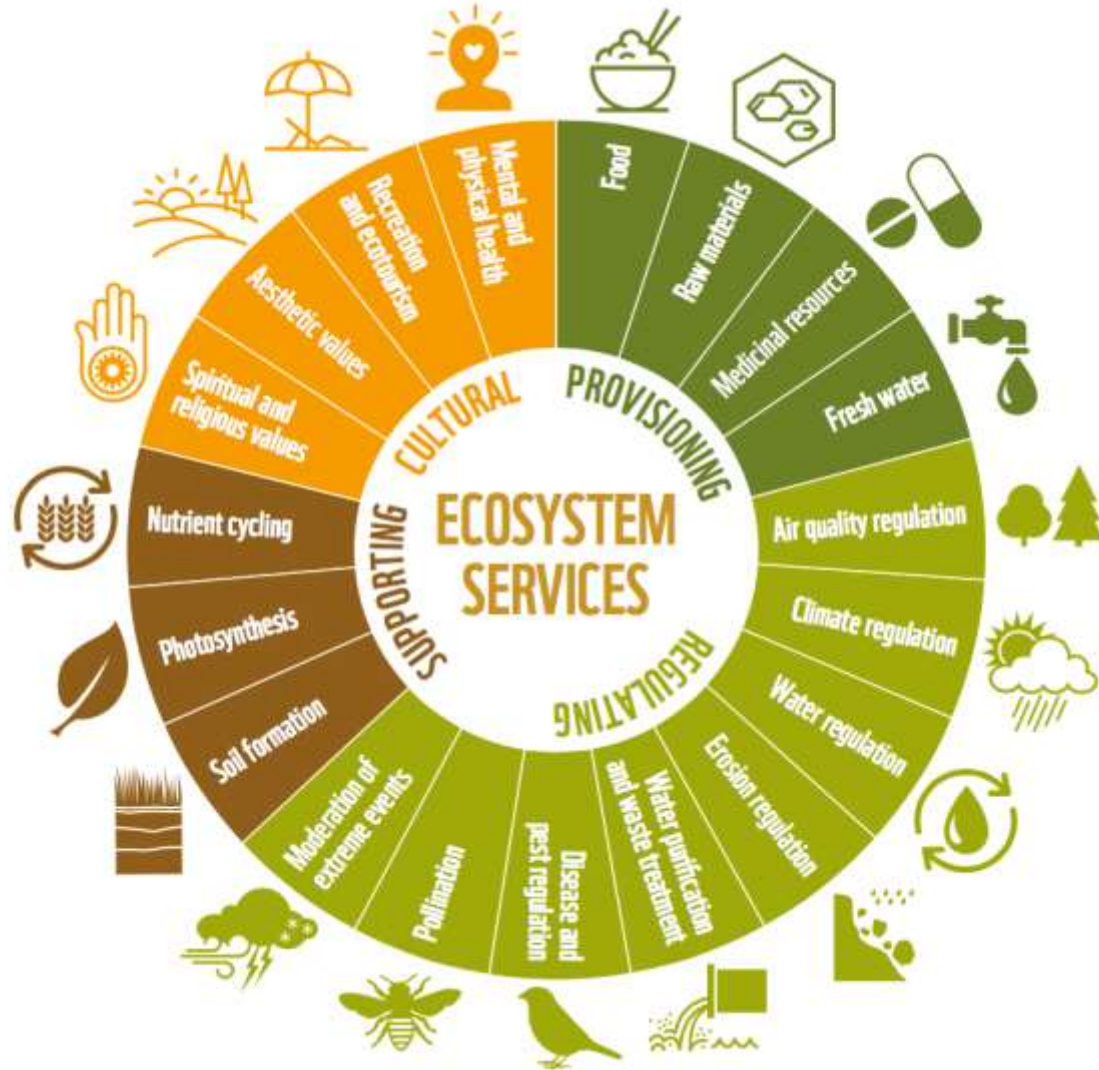 ECOSYSTEM
SERVICES
PROVISIONING
Food
Raw materials
Medicinal resources
Fresh water
REGULATING
Air quality regulation
Climate regulation
Water regulation
Erosion regulation
Water purification
and waste treatment
Disease and
pest regulation
Pollination
Moderation of
extreme events
SUPPORTING
Soil formation
Photosynthesis
Nutrient cycling
CULTURAL
Spiritual and
religious values
Aesthetic values
Recreation
and ecotourism
Mental and
physical health